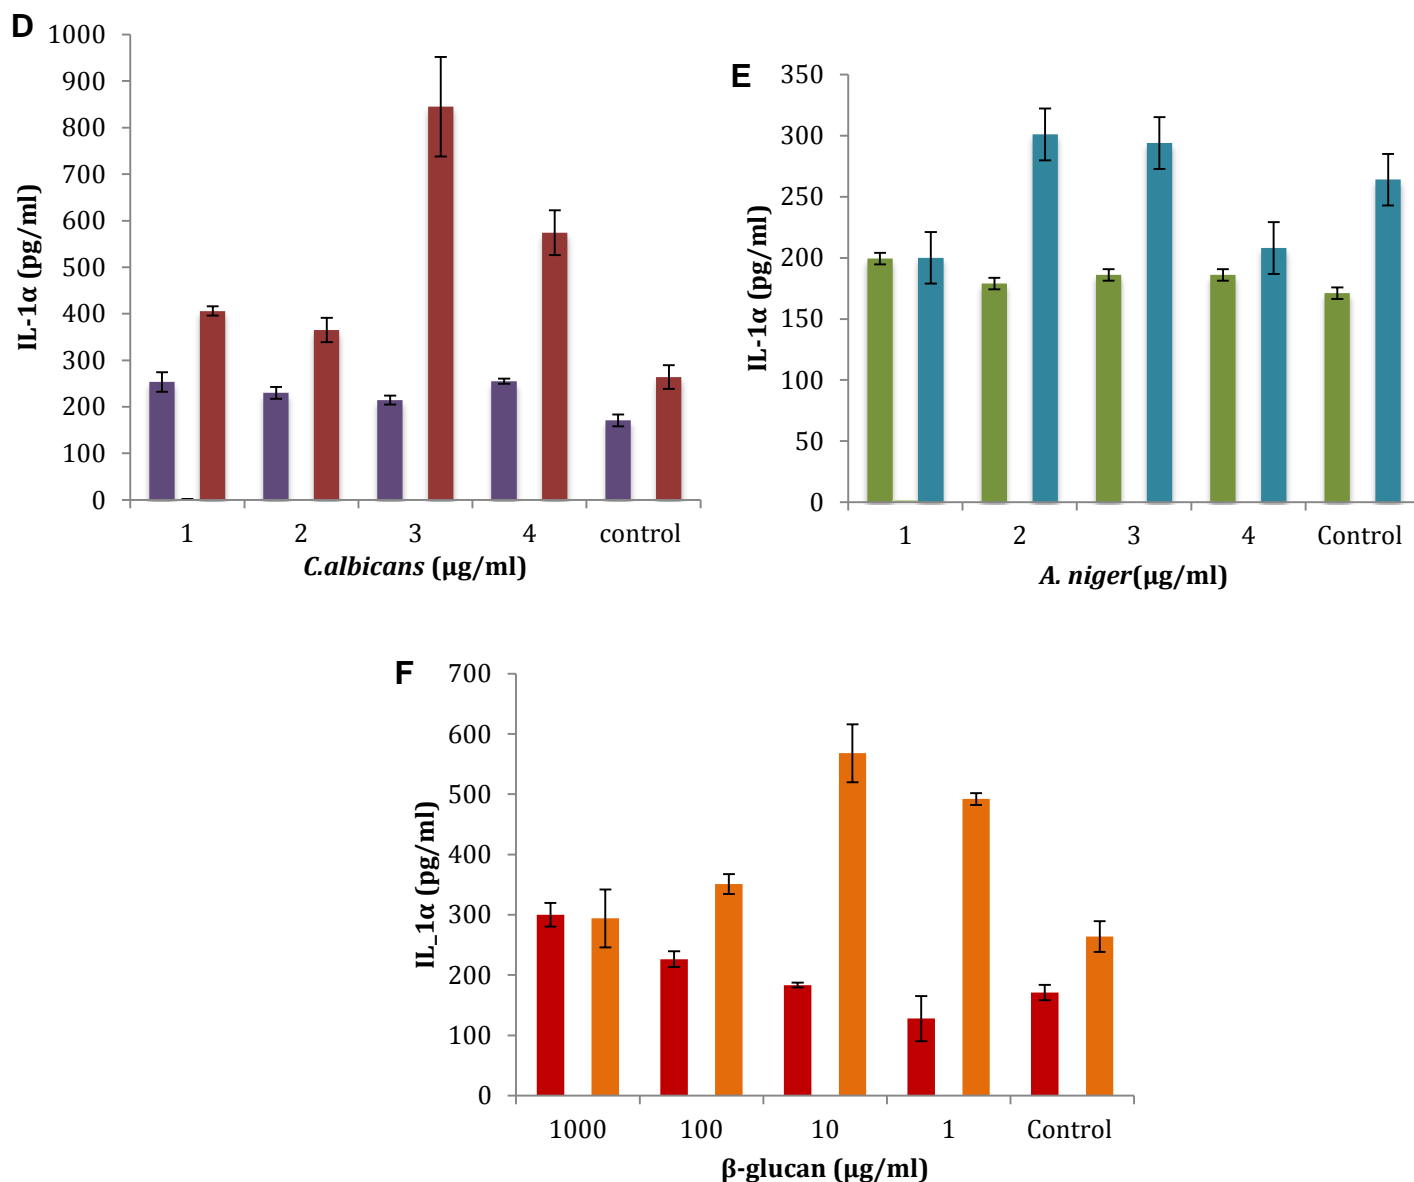 D
1000
900
800
700
600
500
400
300
200
100
0
IL-1α (pg/ml)
1 2 3 4 control
C.albicans (μg/ml)
E
350
300
250
200
150
100
50
0
IL-1α (pg/ml)
1 2 3 4 Control
A. niger(μg/ml)
F
700
600
500
400
300
200
100
0
IL_1α (pg/ml)
1000 100 10 1 Control
β-glucan (μg/ml)